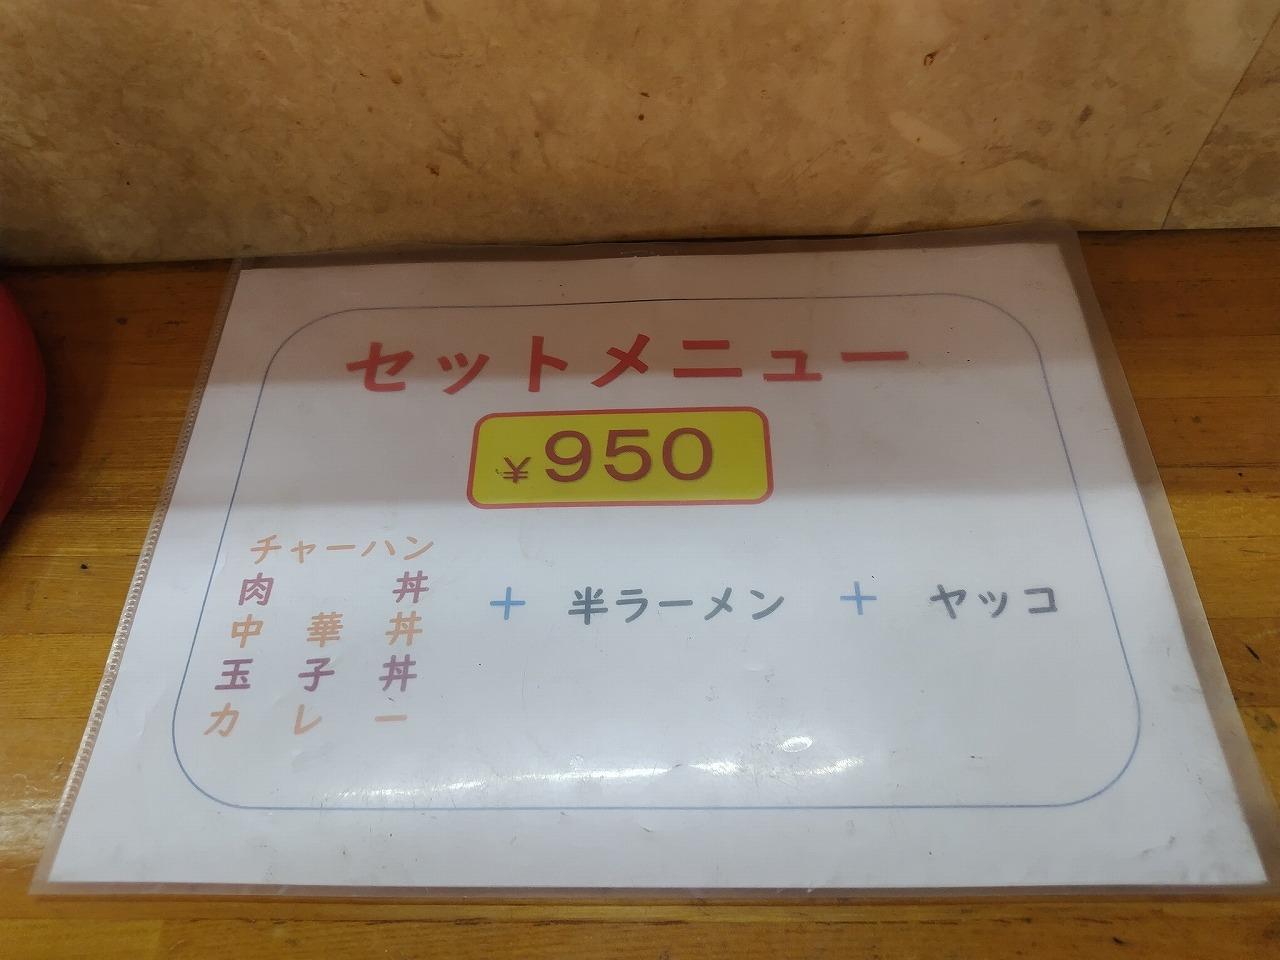 セットメニュー
¥950
チャーハン
肉丼
中華丼
玉子丼
カレー
+ 半ラーメン + ヤッコ